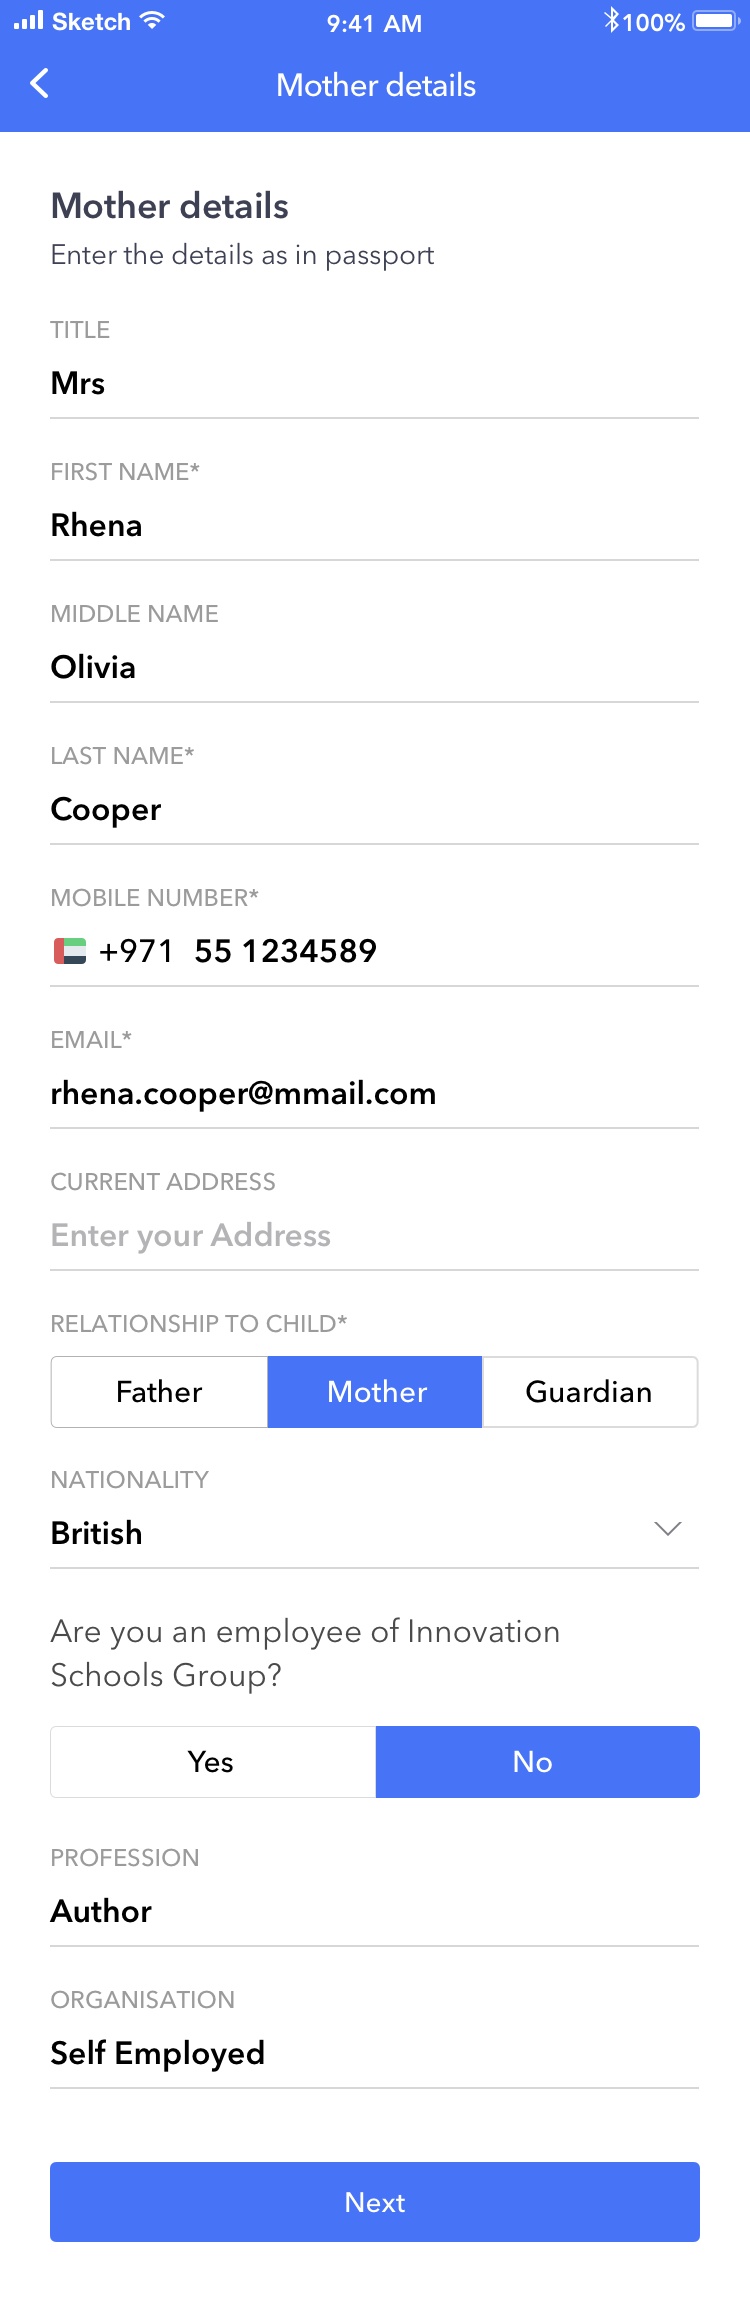 Sketch
9:41 AM
100%
Mother details
Mother details
Enter the details as in passport
TITLE
Mrs
FIRST NAME*
Rhena
MIDDLE NAME
Olivia
LAST NAME*
Cooper
MOBILE NUMBER*
+971 55 1234589
EMAIL*
rhena.cooper@mmail.com
CURRENT ADDRESS
Enter your Address
RELATIONSHIP TO CHILD*
Father Mother Guardian
NATIONALITY
British
Are you an employee of Innovation
Schools Group?
Yes No
PROFESSION
Author
ORGANISATION
Self Employed
Next